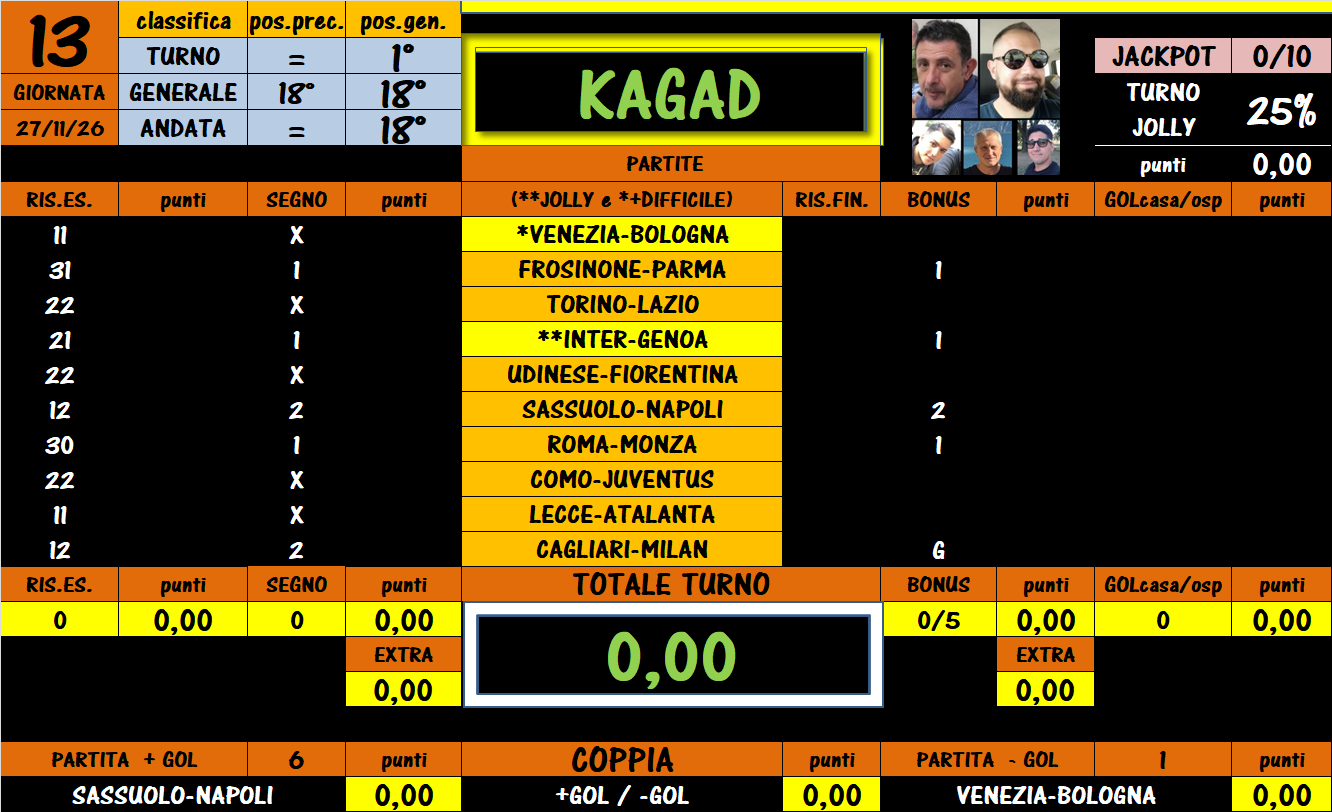 13 classifica pos.prec. pos.gen.
TURNO = 1°
GIORNATA GENERALE 18° 18°
27/11/26 ANDATA = 18°
KAGAD
JACKPOT 0/10
TURNO JOLLY 25%
punti 0,00
PARTITE
RIS.ES. punti SEGNO punti (**JOLLY e *+DIFFICILE) RIS.FIN. BONUS punti GOLcasa/osp punti
11 X *VENEZIA-BOLOGNA
31 1 FROSINONE-PARMA 1
22 X TORINO-LAZIO
21 1 **INTER-GENOA 1
22 X UDINESE-FIORENTINA
12 2 SASSUOLO-NAPOLI 2
30 1 ROMA-MONZA 1
22 X COMO-JUVENTUS
11 X LECCE-ATALANTA
12 2 CAGLIARI-MILAN G
RIS.ES. punti SEGNO punti TOTALE TURNO BONUS punti GOLcasa/osp punti
0 0,00 0 0,00 0,00 0/5 0,00 0 0,00
EXTRA EXTRA
0,00 0,00
PARTITA + GOL 6 punti COPPIA punti PARTITA - GOL 1 punti
SASSUOLO-NAPOLI 0,00 +GOL / -GOL 0,00 VENEZIA-BOLOGNA 0,00